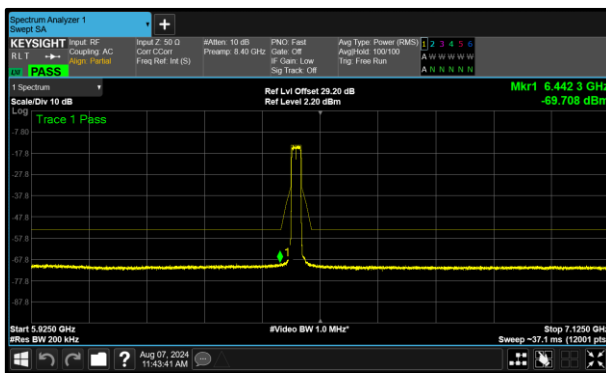 Spectrum Analyzer 1
Swept SA
+
KEYSIGHT Input: RF Input Z: 50 Ω #Atten: 10 dB PNO: Fast Avg Type: Power (RMS) 1 2 3 4 5 6
RLT Coupling: AC Corr CCorr Preamp: 8.40 GHz Gate: Off Avg|Hold: 100/100 A W W W W W
Align: Partial Freq Ref: Int (S) IF Gain: Low Trig: Free Run
Sig Track: Off A N N N N N
PASS
1 Spectrum Ref Lvl Offset 29.20 dB Mkr1 6.442 3 GHz
Scale/Div 10 dB Ref Level 2.20 dBm -69.708 dBm
Log
Trace 1 Pass
-7.80
-17.8
-27.8
-37.8
-47.8
-57.8
1
-67.8
-77.8
-87.8
Start 5.9250 GHz #Video BW 1.0 MHz* Stop 7.1250 GHz
#Res BW 200 kHz Sweep ~37.1 ms (12001 pts)
? Aug 07, 2024
11:43:41 AM